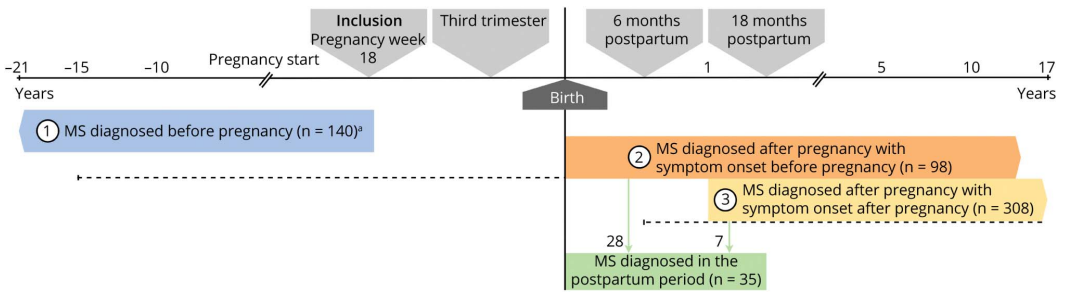 Inclusion
Pregnancy week
18
Third trimester
6 months
postpartum
18 months
postpartum
–21 –15 –10 Pregnancy start 1 5 10 17
Years Years
Birth
1 MS diagnosed before pregnancy (n = 140)ᵃ
2 MS diagnosed after pregnancy with
symptom onset before pregnancy (n = 98)
3 MS diagnosed after pregnancy with
symptom onset after pregnancy (n = 308)
28 7
MS diagnosed in the
postpartum period (n = 35)